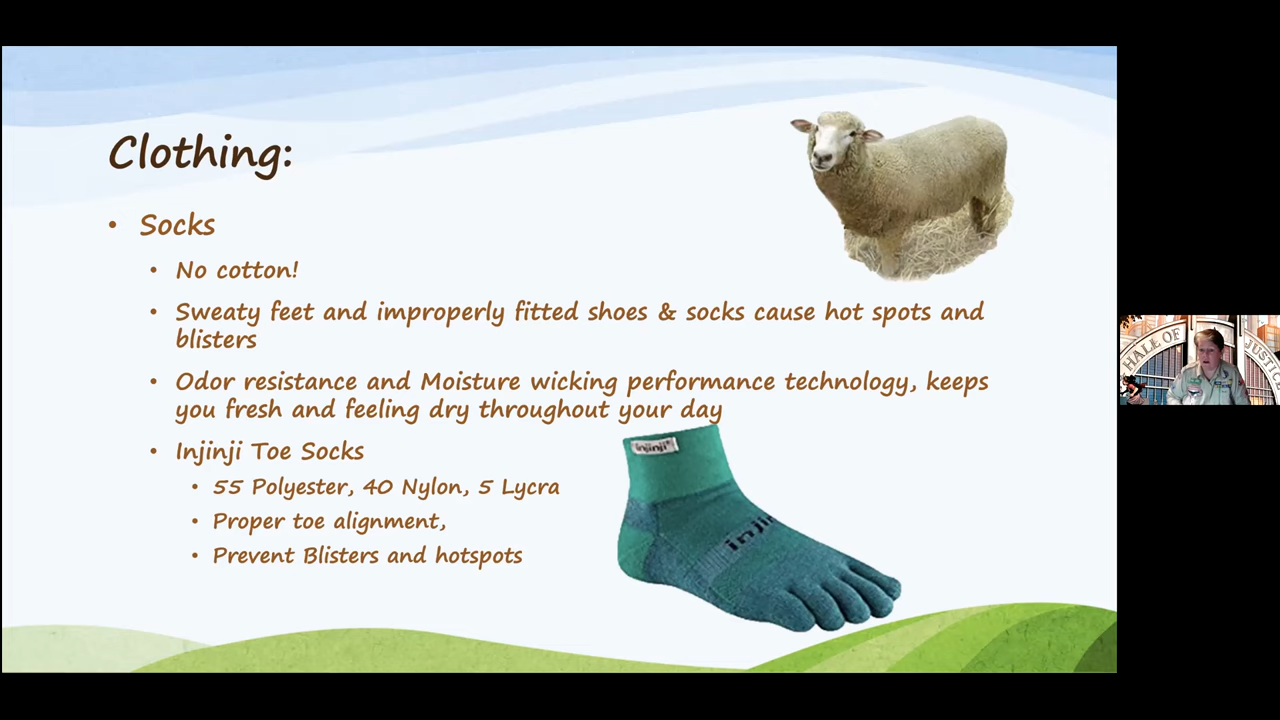 Clothing:
• Socks
• No cotton!
• Sweaty feet and improperly fitted shoes & socks cause hot spots and
blisters
• Odor resistance and Moisture wicking performance technology, keeps
you fresh and feeling dry throughout your day
• Injinji Toe Socks
• 55 Polyester, 40 Nylon, 5 Lycra
• Proper toe alignment,
• Prevent Blisters and hotspots
injinji
injin
HALL OF JUSTICE